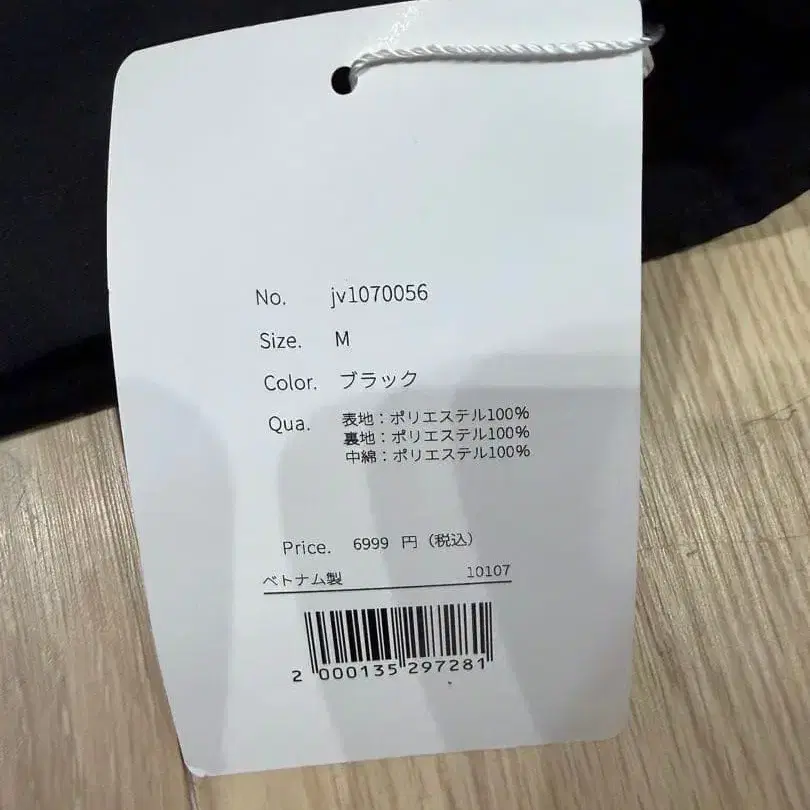 No. jv1070056
Size. M
Color. ブラック
Qua. 表地：ポリエステル100%
裏地：ポリエステル100%
中綿：ポリエステル100%
Price. 6999 円（税込）
ベトナム製 10107
2 000135 297281